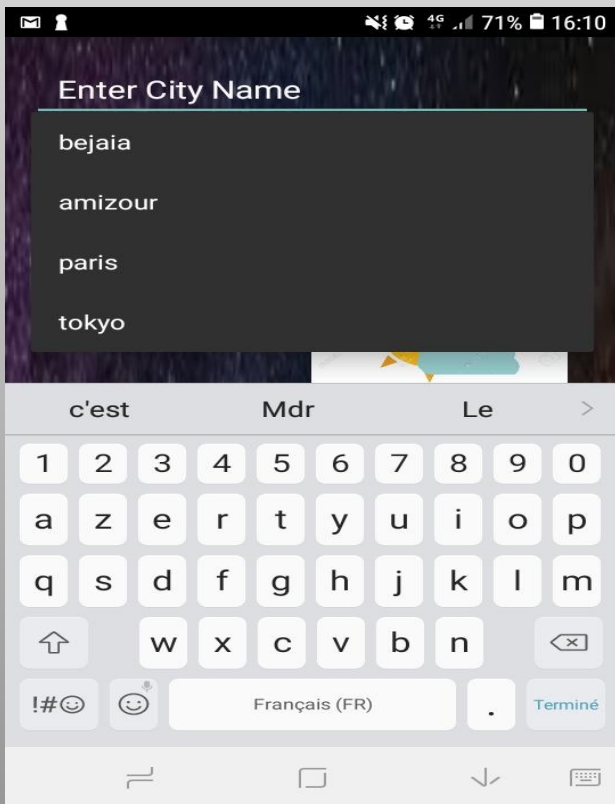 4G 71% 16:10
Enter City Name
bejaia
amizour
paris
tokyo
c'est Mdr Le >
1 2 3 4 5 6 7 8 9 0
a z e r t y u i o p
q s d f g h j k l m
w x c v b n
!#☺ Français (FR) . Terminé